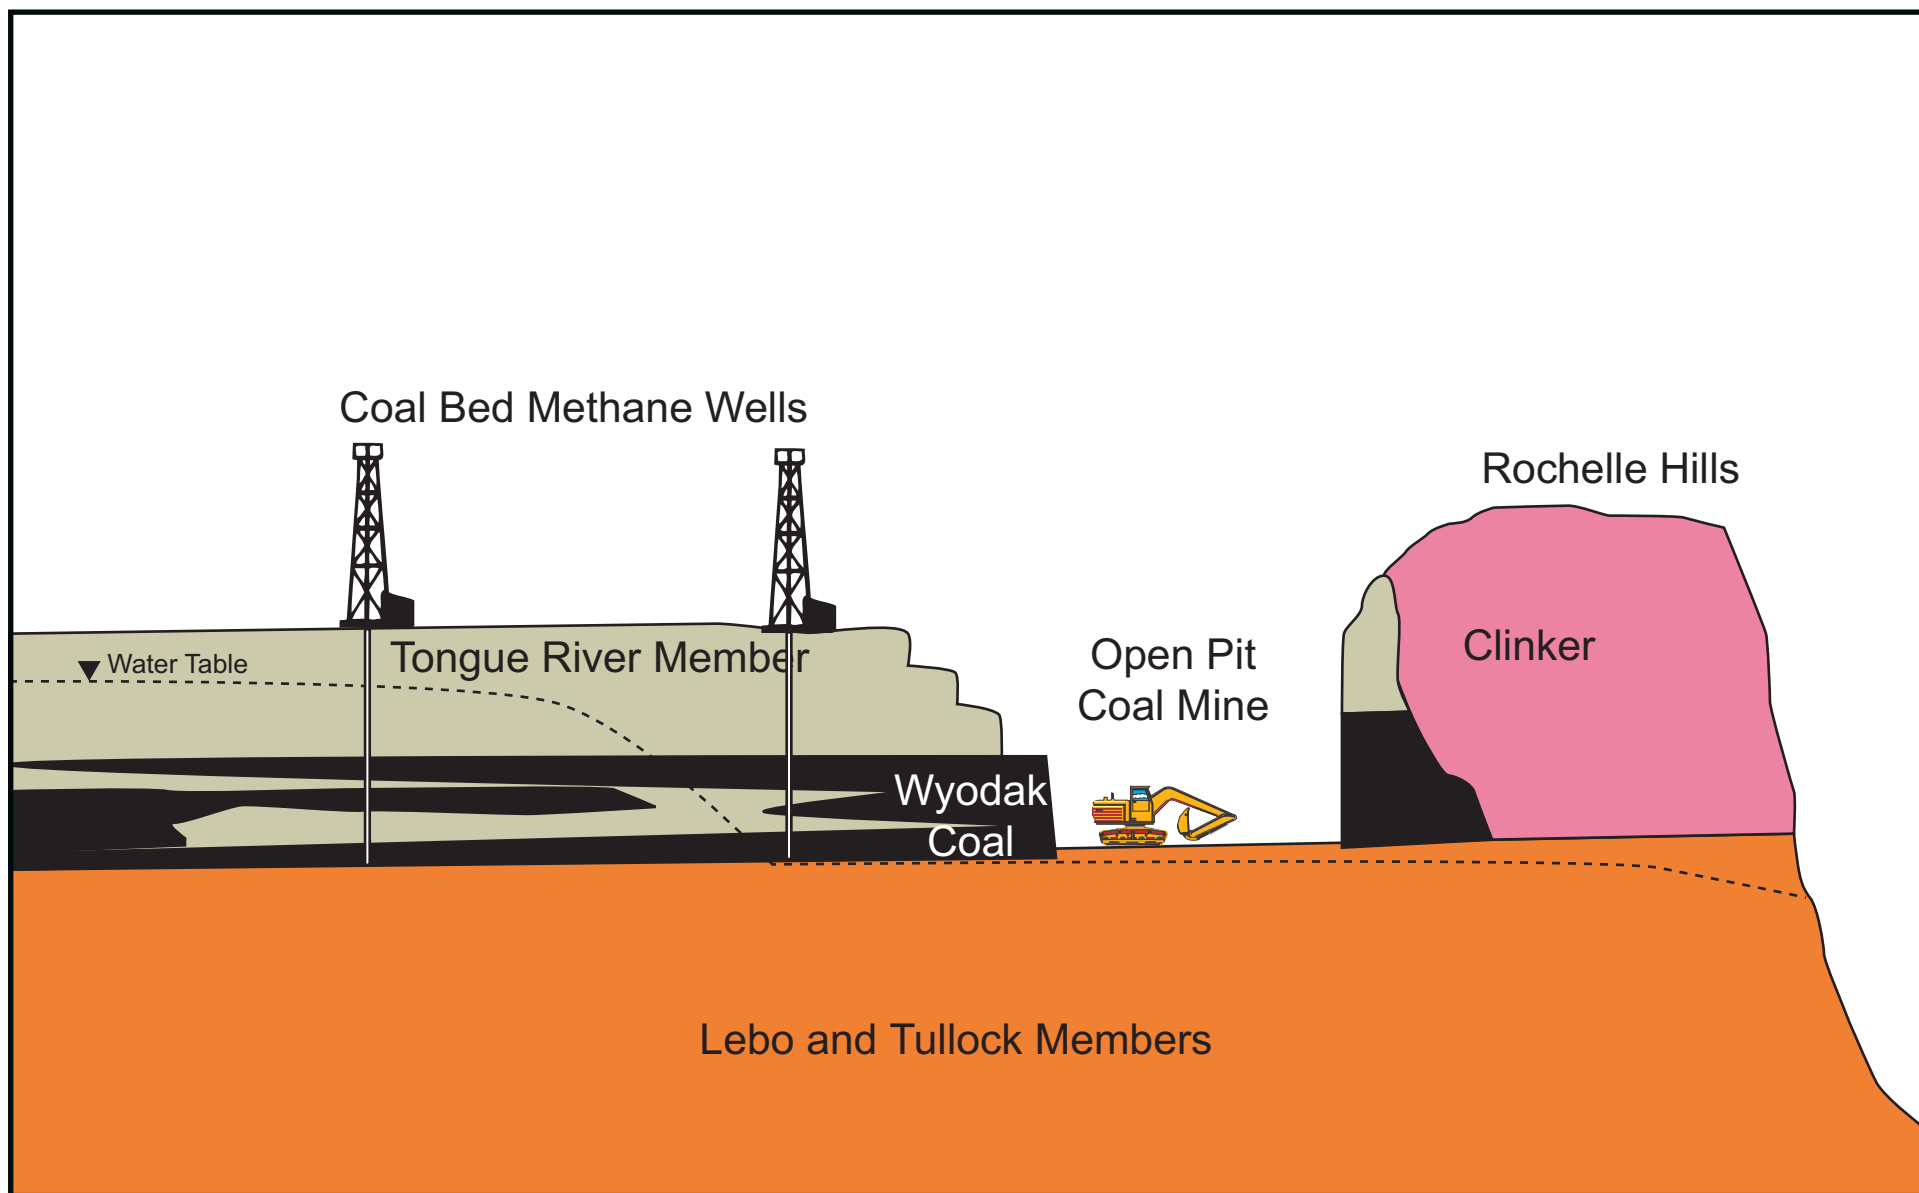 Coal Bed Methane Wells
Rochelle Hills
Water Table
Tongue River Member
Open Pit
Coal Mine
Clinker
Wyodak
Coal
Lebo and Tullock Members